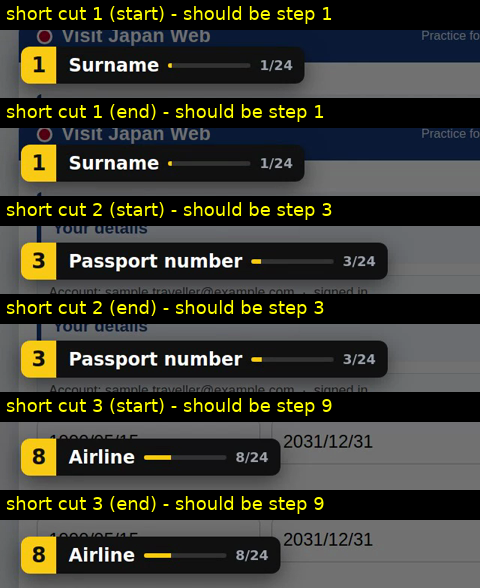 short cut 1 (start) - should be step 1
Visit Japan Web
Practice fo
1 Surname 1/24
short cut 1 (end) - should be step 1
Visit Japan Web
Practice fo
1 Surname 1/24
short cut 2 (start) - should be step 3
Your details
3 Passport number 3/24
Account: sample.traveller@example.com · signed in
short cut 2 (end) - should be step 3
Your details
3 Passport number 3/24
Account: sample.traveller@example.com · signed in
short cut 3 (start) - should be step 9
2031/12/31
8 Airline 8/24
short cut 3 (end) - should be step 9
2031/12/31
8 Airline 8/24